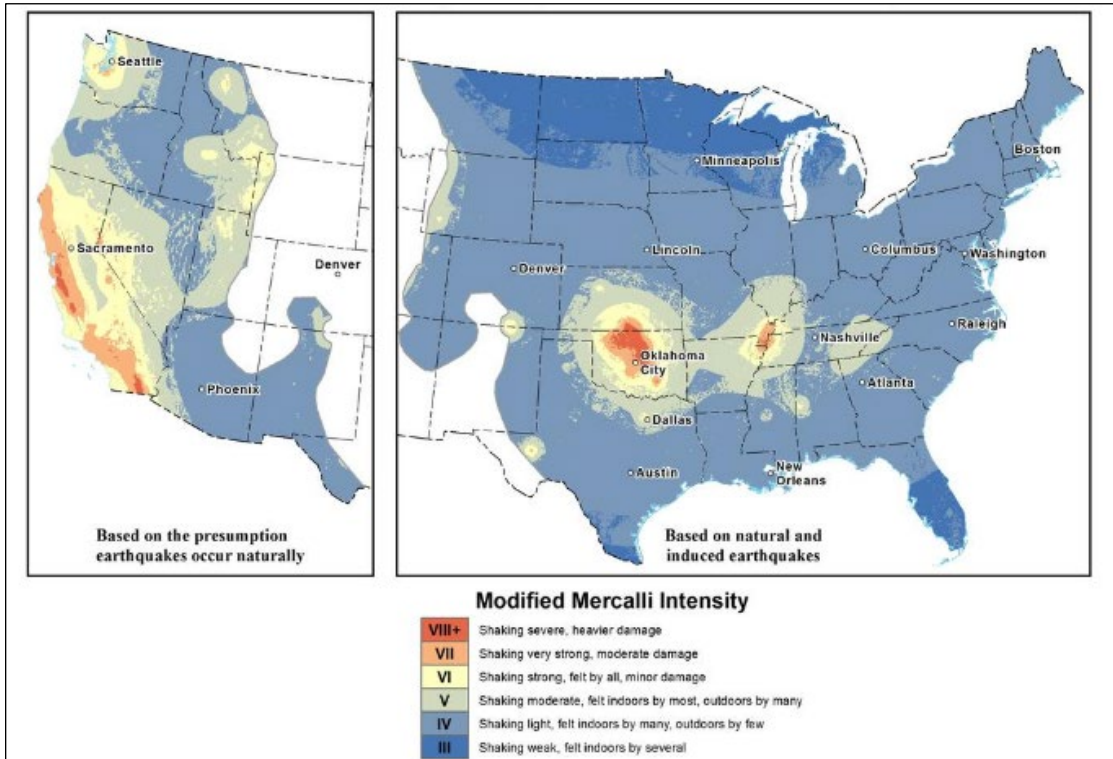 Seattle
Sacramento
Denver
Phoenix
Based on the presumption
earthquakes occur naturally
Minneapolis
Boston
Lincoln
Columbus
Washington
Denver
Nashville
Raleigh
Oklahoma
City
Atlanta
Dallas
Austin
New
Orleans
Based on natural and
induced earthquakes
Modified Mercalli Intensity
VIII+ Shaking severe, heavier damage
VII Shaking very strong, moderate damage
VI Shaking strong, felt by all, minor damage
V Shaking moderate, felt indoors by most, outdoors by many
IV Shaking light, felt indoors by many, outdoors by few
III Shaking weak, felt indoors by several